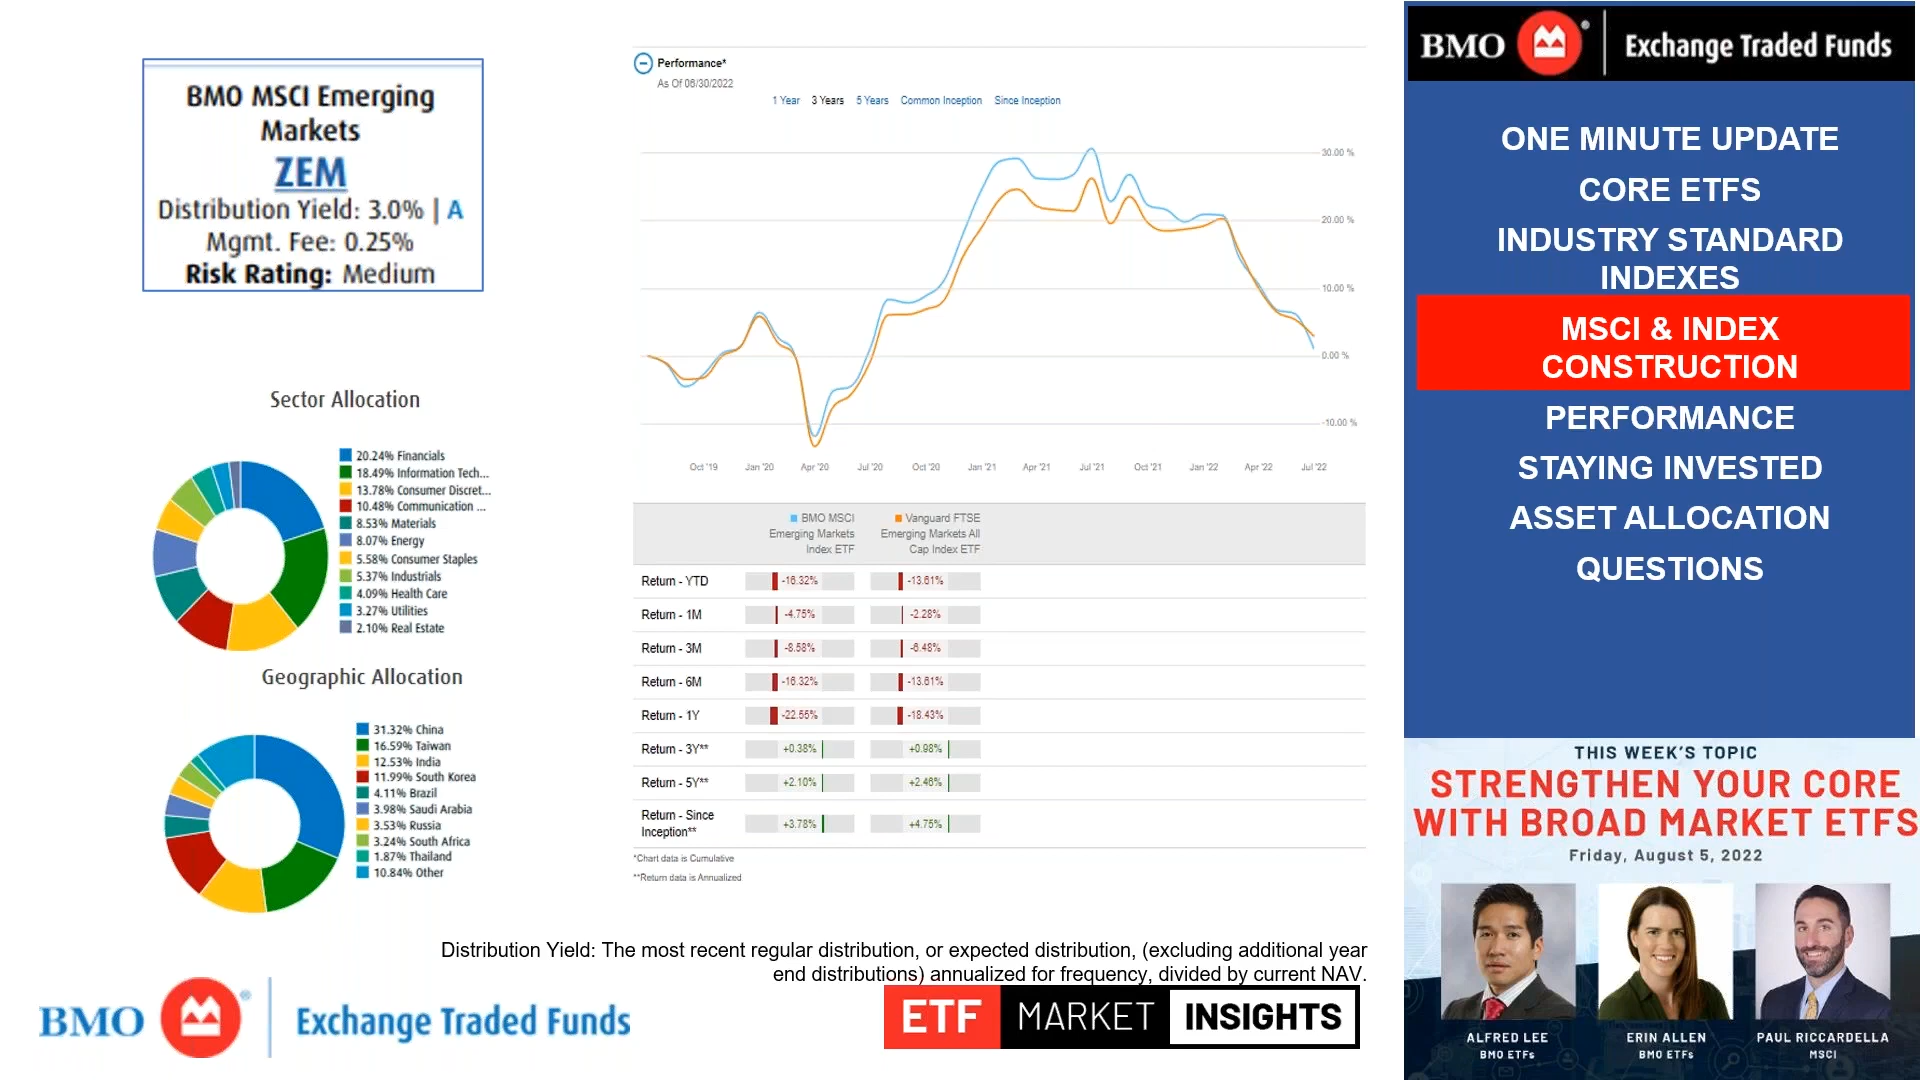 BMO MSCI Emerging
Markets
ZEM
Distribution Yield: 3.0% | A
Mgmt. Fee: 0.25%
Risk Rating: Medium
Sector Allocation
20.24% Financials
18.49% Information Tech...
13.78% Consumer Discret...
10.48% Communication ...
8.53% Materials
8.07% Energy
5.58% Consumer Staples
5.37% Industrials
4.09% Health Care
3.27% Utilities
2.10% Real Estate
Geographic Allocation
31.32% China
16.59% Taiwan
12.53% India
11.99% South Korea
4.11% Brazil
3.98% Saudi Arabia
3.53% Russia
3.24% South Africa
1.87% Thailand
10.84% Other
Performance*
As Of 06/30/2022
1 Year 3 Years 5 Years Common Inception Since Inception
30.00 %
20.00 %
10.00 %
0.00 %
-10.00 %
Oct '19 Jan '20 Apr '20 Jul '20 Oct '20 Jan '21 Apr '21 Jul '21 Oct '21 Jan '22 Apr '22 Jul '22
BMO MSCI Vanguard FTSE
Emerging Markets Emerging Markets All
Index ETF Cap Index ETF
Return - YTD -16.32% -13.61%
Return - 1M -4.75% -2.28%
Return - 3M -8.58% -6.48%
Return - 6M -16.32% -13.61%
Return - 1Y -22.55% -18.43%
Return - 3Y** +0.38% +0.98%
Return - 5Y** +2.10% +2.46%
Return - Since
Inception** +3.78% +4.75%
*Chart data is Cumulative
**Return data is Annualized
Distribution Yield: The most recent regular distribution, or expected distribution, (excluding additional year
end distributions) annualized for frequency, divided by current NAV.
BMO ® Exchange Traded Funds
ETF MARKET INSIGHTS
BMO ® Exchange Traded Funds
ONE MINUTE UPDATE
CORE ETFS
INDUSTRY STANDARD
INDEXES
MSCI & INDEX
CONSTRUCTION
PERFORMANCE
STAYING INVESTED
ASSET ALLOCATION
QUESTIONS
THIS WEEK'S TOPIC
STRENGTHEN YOUR CORE
WITH BROAD MARKET ETFS
Friday, August 5, 2022
ALFRED LEE ERIN ALLEN PAUL RICCARDELLA
BMO ETFs BMO ETFs MSCI